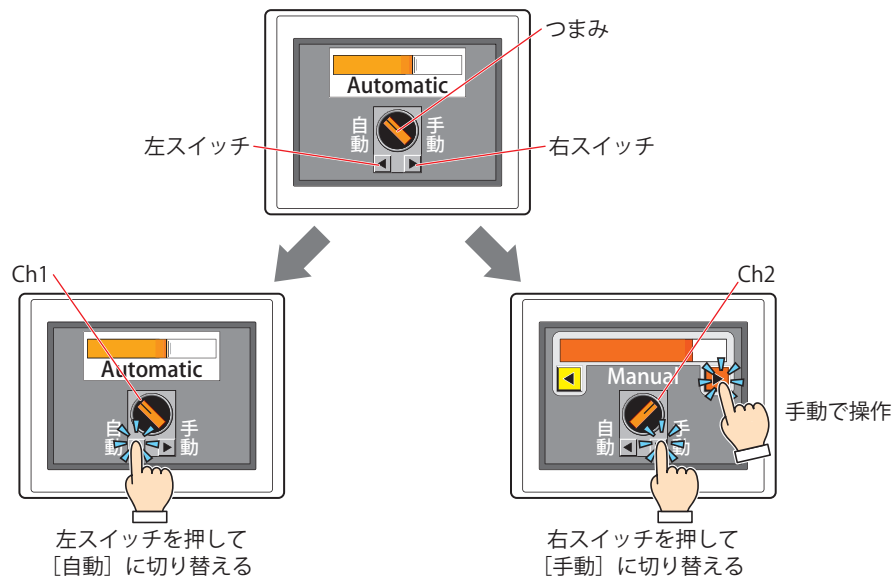 つまみ
Automatic
自動
手動
左スイッチ
右スイッチ
Ch1
Ch2
Automatic
自動
手動
Manual
自動
手動
手動で操作
左スイッチを押して
［自動］に切り替える
右スイッチを押して
［手動］に切り替える